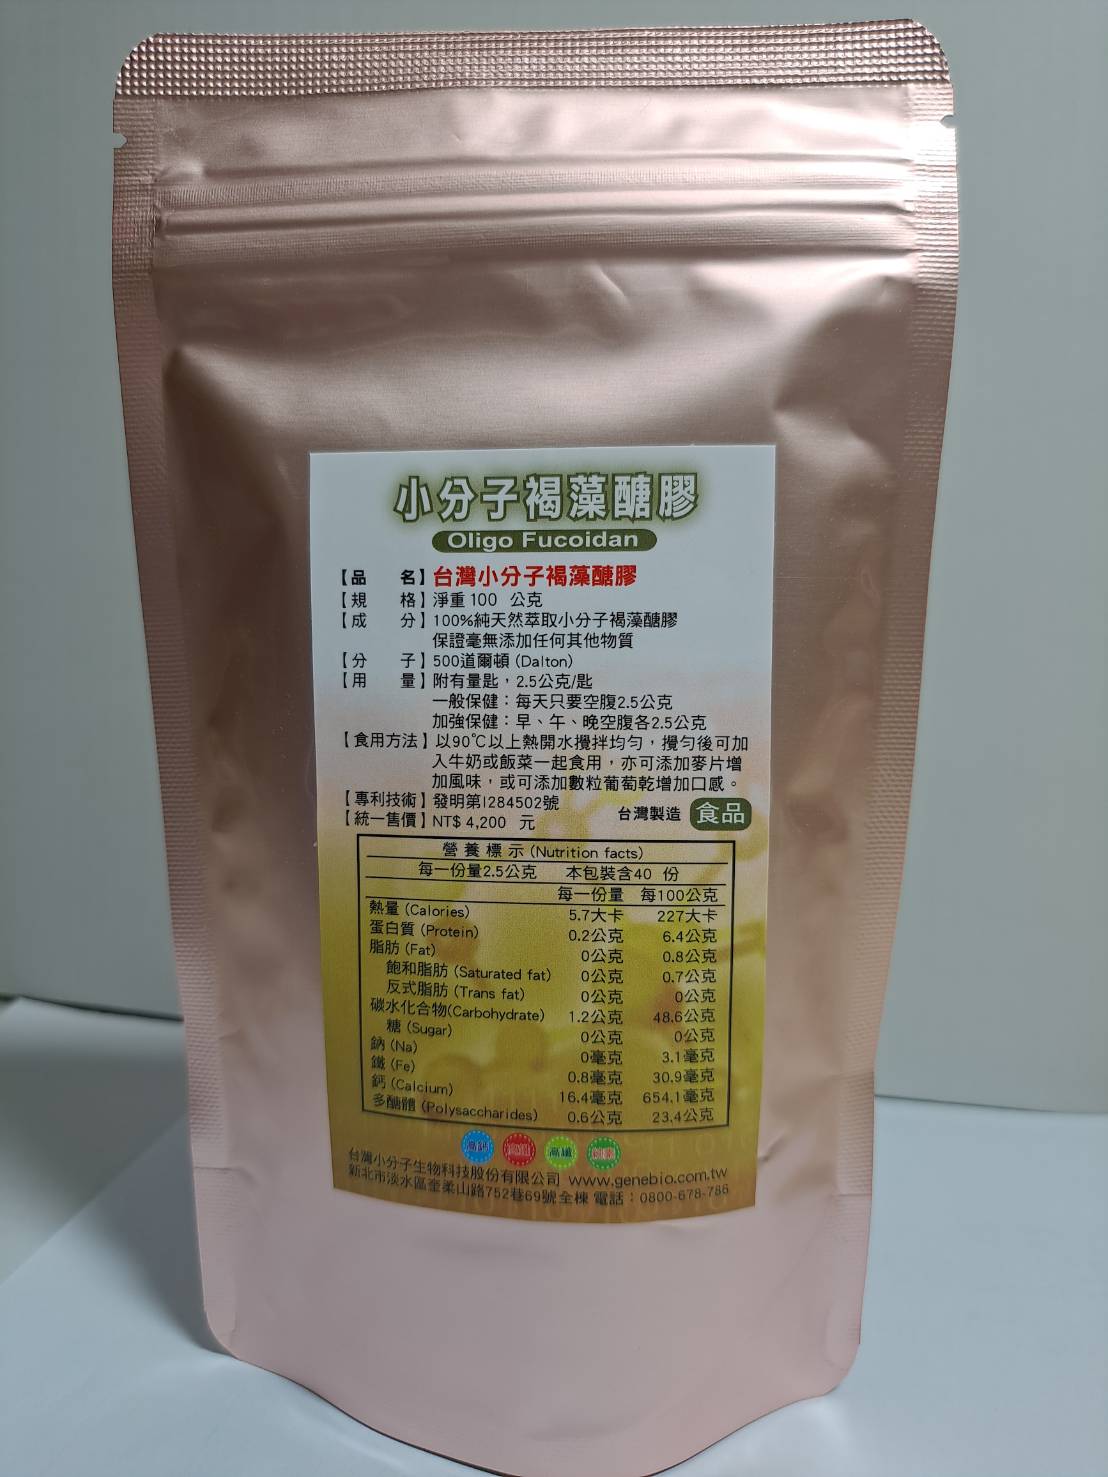 小分子褐藻醣膠
Oligo Fucoidan
【品　名】台灣小分子褐藻醣膠
【規　格】淨重 100 公克
【成　分】100%純天然萃取小分子褐藻醣膠
保證毫無添加任何其他物質
【分　子】500道爾頓 (Dalton)
【用　量】附有量匙，2.5公克/匙
一般保健：每天只要空腹2.5公克
加強保健：早、午、晚空腹各2.5公克
【食用方法】以90℃以上熱開水攪拌均勻，攪勻後可加
入牛奶或飯菜一起食用，亦可添加麥片增
加風味，或可添加數粒葡萄乾增加口感。
【專利技術】發明第I284502號
【統一售價】NT$ 4,200 元
台灣製造 食品
營養標示 (Nutrition facts)
每一份量2.5公克 本包裝含40 份
每一份量 每100公克
熱量 (Calories) 5.7大卡 227大卡
蛋白質 (Protein) 0.2公克 6.4公克
脂肪 (Fat) 0公克 0.8公克
飽和脂肪 (Saturated fat) 0公克 0.7公克
反式脂肪 (Trans fat) 0公克 0公克
碳水化合物(Carbohydrate) 1.2公克 48.6公克
糖 (Sugar) 0公克 0公克
鈉 (Na) 0毫克 3.1毫克
鐵 (Fe) 0.8毫克 30.9毫克
鈣 (Calcium) 16.4毫克 654.1毫克
多醣體 (Polysaccharides) 0.6公克 23.4公克
高鈣 高纖
台灣小分子生物科技股份有限公司 www.genebio.com.tw
新北市淡水區奎柔山路752巷69號全棟 電話：0800-678-786